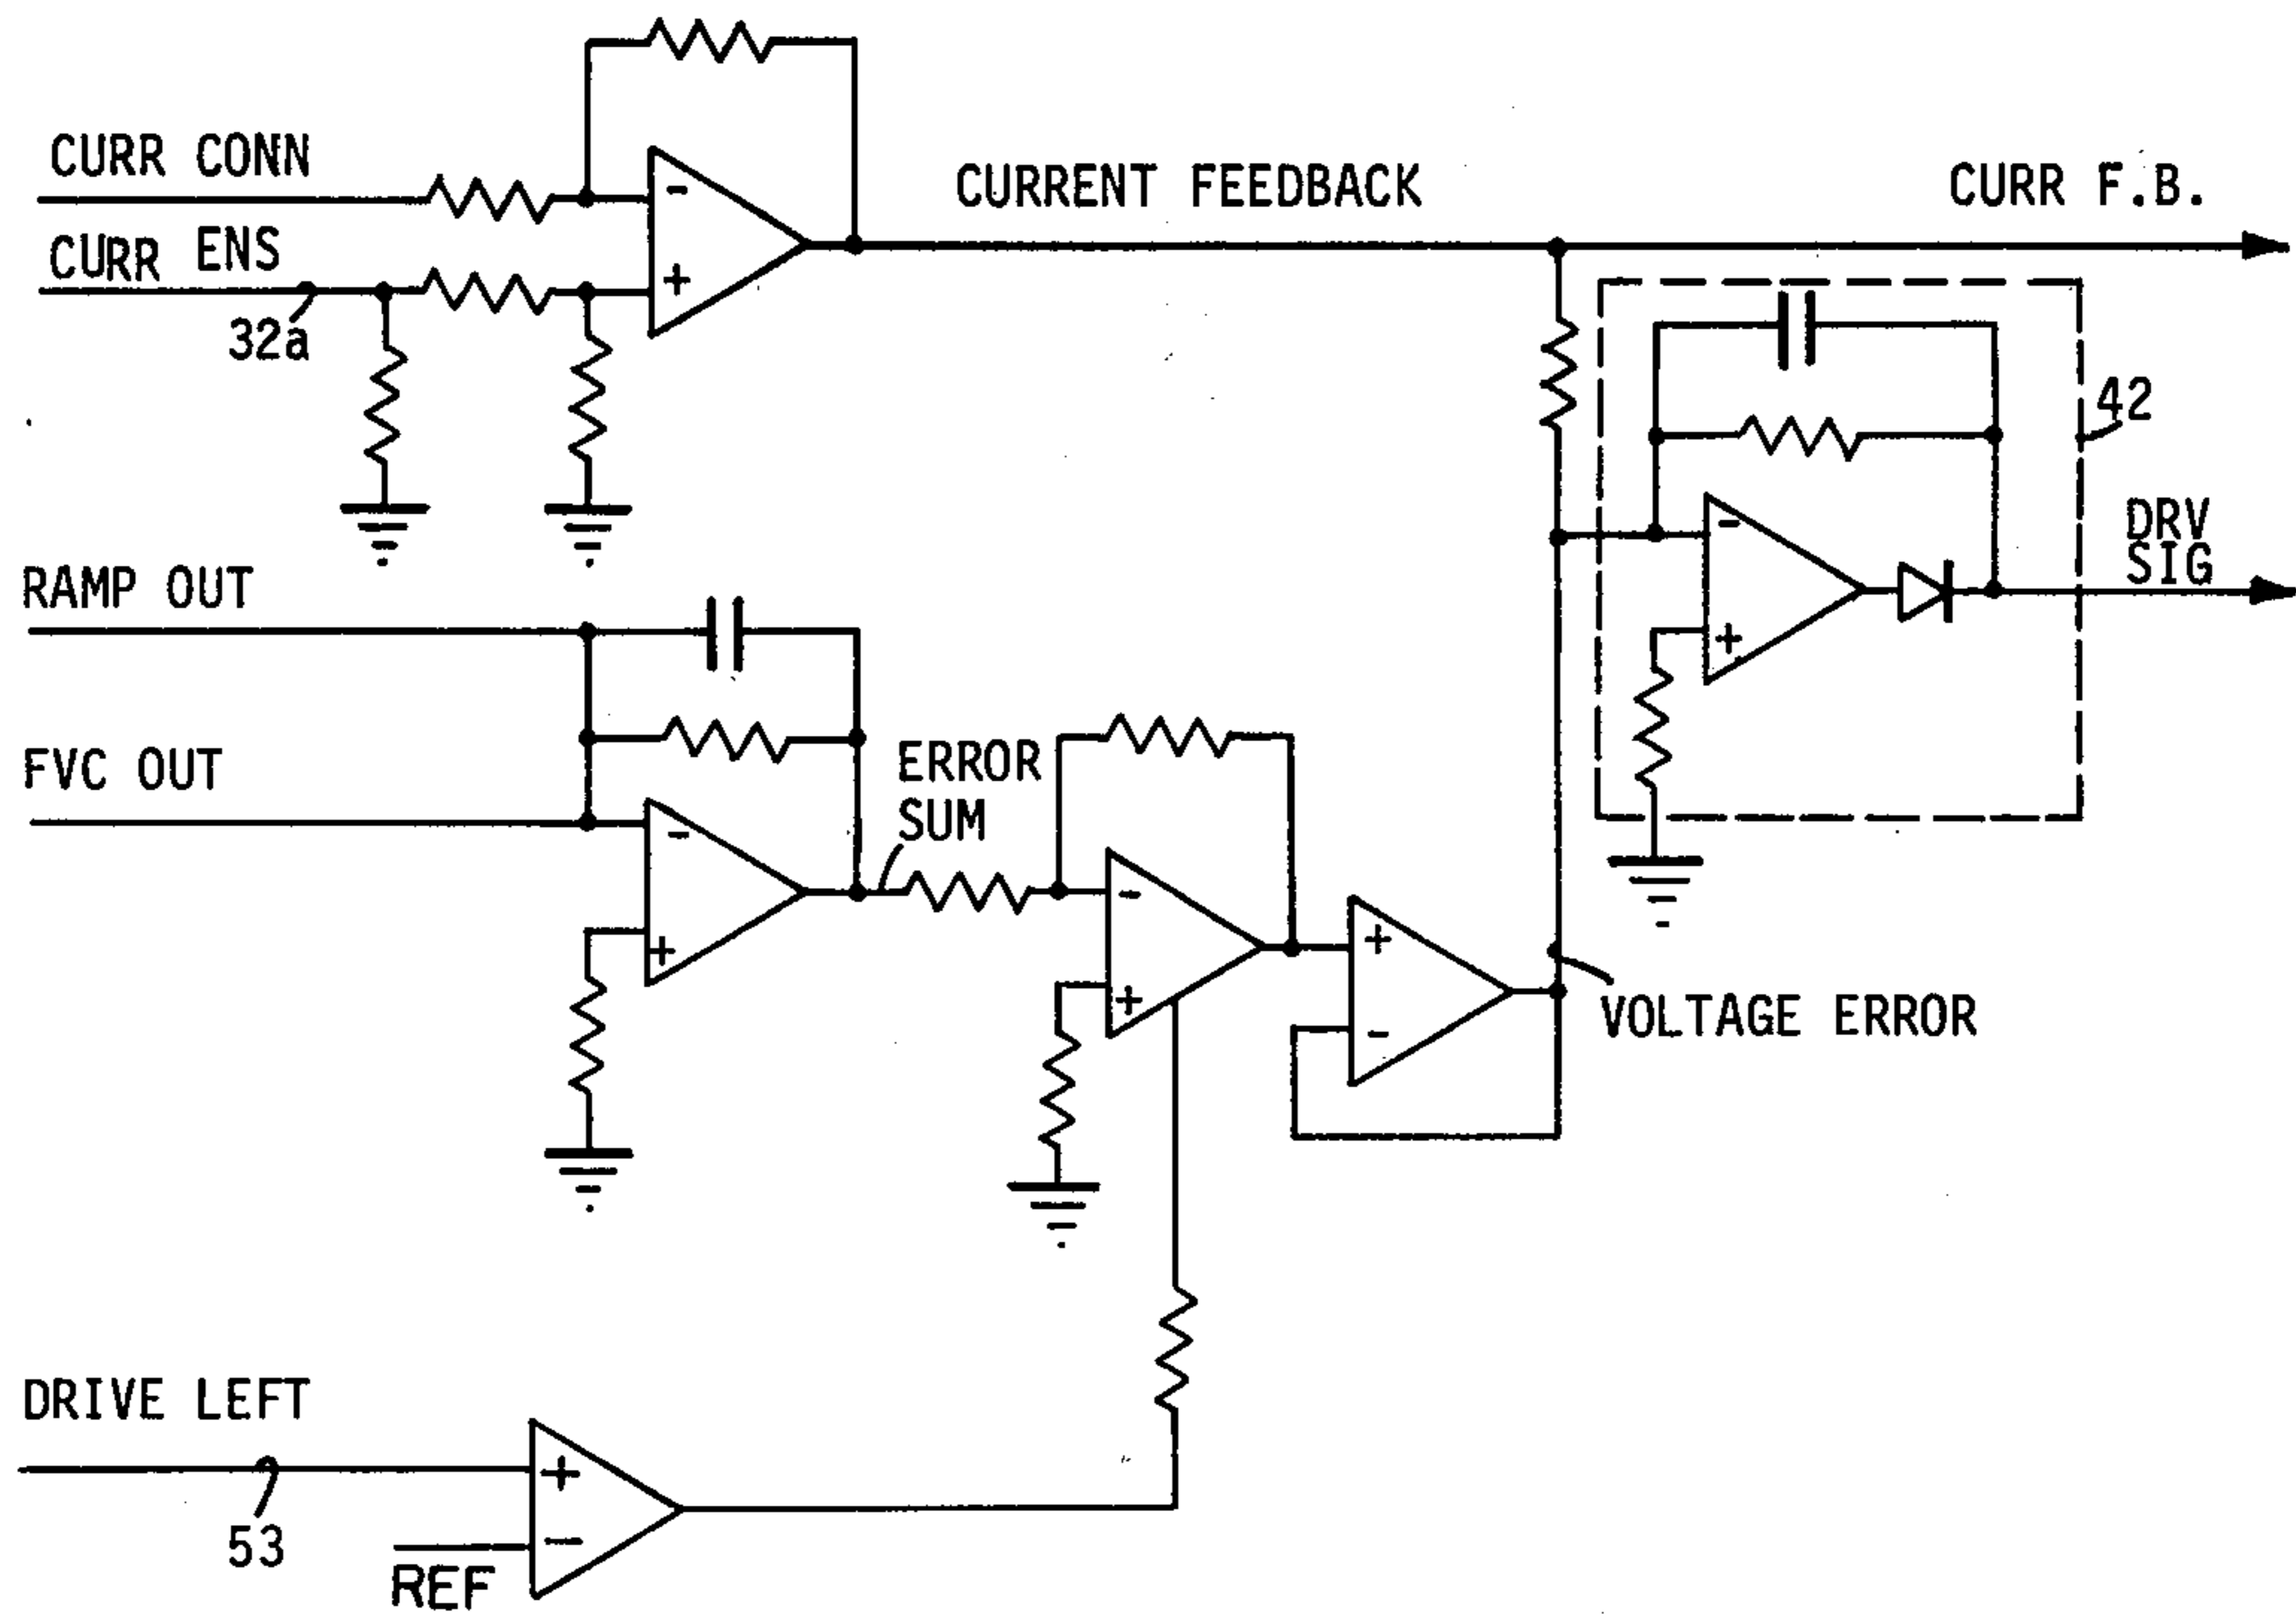 CURR CONN
CURR ENS
32a
CURRENT FEEDBACK
CURR F.B.
-
+
42
-
+
DRV
SIG
RAMP OUT
FVC OUT
-
+
ERROR
SUM
-
+
+
-
VOLTAGE ERROR
DRIVE LEFT
53
+
-
REF